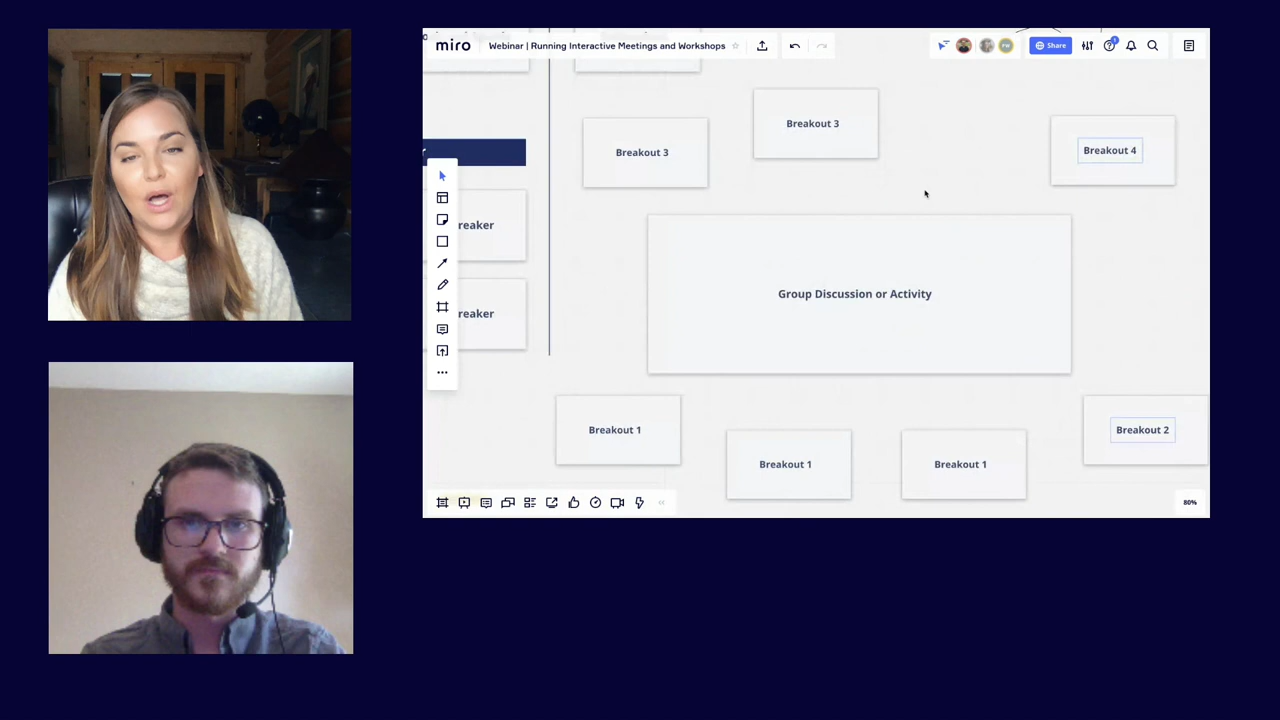 miro
Webinar | Running Interactive Meetings and Workshops
Share
Breakout 3
Breakout 3
Breakout 4
reaker
Group Discussion or Activity
reaker
Breakout 1
Breakout 1
Breakout 1
Breakout 2
80%